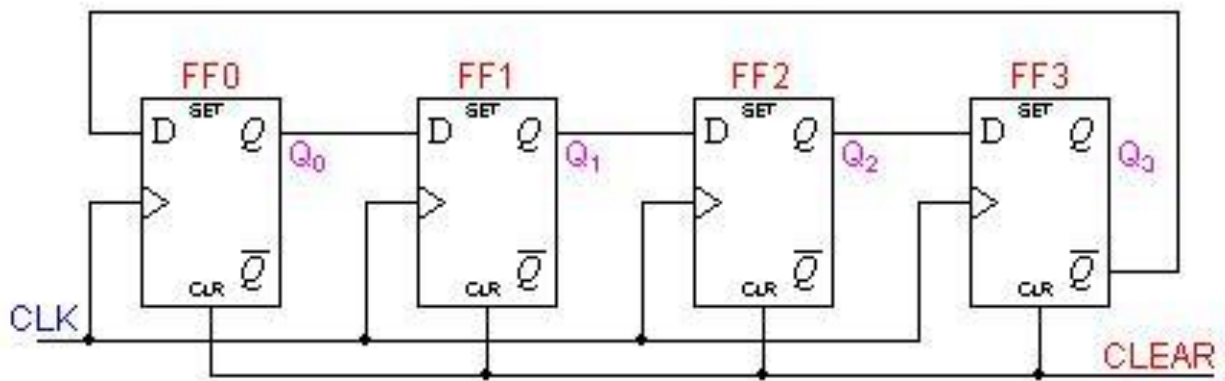 FF0 FF1 FF2 FF3
SET SET SET SET
D Q D Q D Q D Q
Q₀ Q₁ Q₂ Q₃
Q̅ Q̅ Q̅ Q̅
CLR CLR CLR CLR
CLK
CLEAR